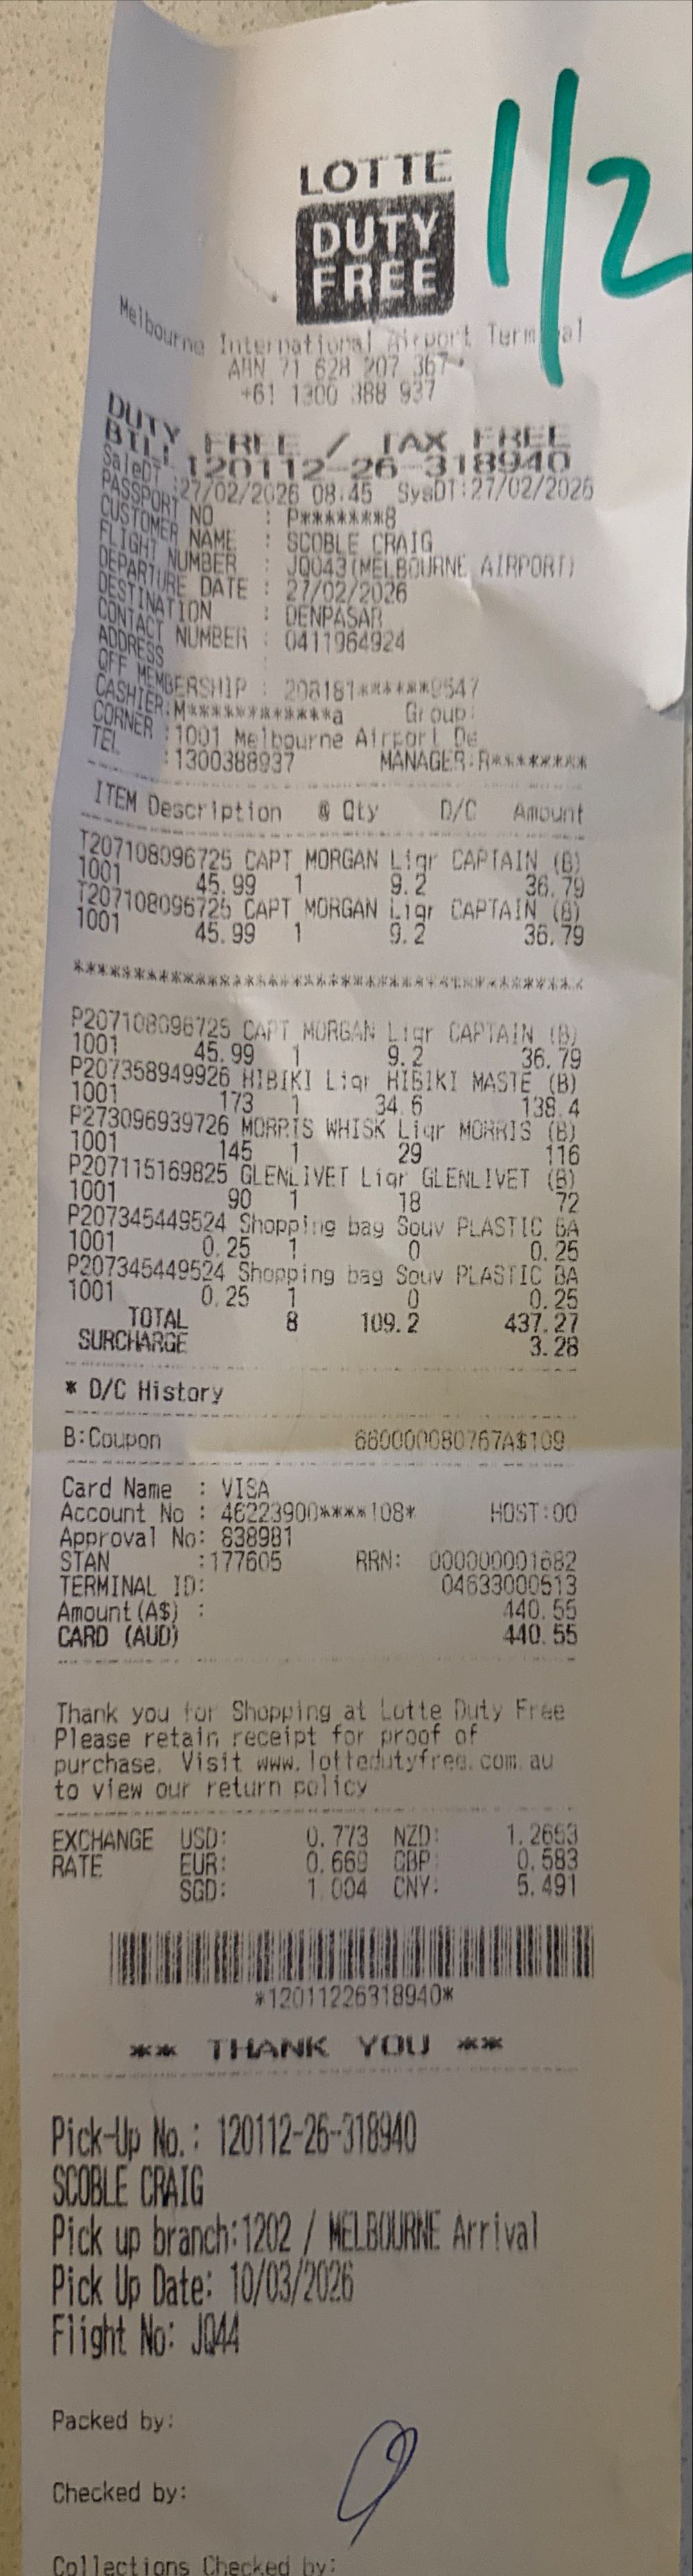 1/2
LOTTE
DUTY
FREE
Melbourne International Airport Terminal
ABN 71 628 207 367
+61 1300 388 937
DUTY FREE / TAX FREE
BILL 120112-26-318940
SaleDT :27/02/2026 08:45 SysDT:27/02/2026
PASSPORT NO : P*******8
CUSTOMER NAME : SCOBLE CRAIG
FLIGHT NUMBER : JQ043(MELBOURNE AIRPORT)
DEPARTURE DATE : 27/02/2026
DESTINATION : DENPASAR
CONTACT NUMBER : 0411964924
ADDRESS :
OFF MEMBERSHIP : 208181******9547
CASHIER:M***********a Group:
CORNER :1001 Melbourne Airport De
TEL :1300388937 MANAGER:R********
ITEM Description @ Qty D/C Amount
T207108096725 CAPT MORGAN Liqr CAPTAIN (B)
1001 45.99 1 9.2 36.79
T207108096725 CAPT MORGAN Liqr CAPTAIN (B)
1001 45.99 1 9.2 36.79
********************************************
P207108096725 CAPT MORGAN Liqr CAPTAIN (B)
1001 45.99 1 9.2 36.79
P207358949926 HIBIKI Liqr HIBIKI MASTE (B)
1001 173 1 34.6 138.4
P273096939726 MORRIS WHISK Liqr MORRIS (B)
1001 145 1 29 116
P207115169825 GLENLIVET Liqr GLENLIVET (B)
1001 90 1 18 72
P207345449524 Shopping bag Souv PLASTIC BA
1001 0.25 1 0 0.25
P207345449524 Shopping bag Souv PLASTIC BA
1001 0.25 1 0 0.25
TOTAL 8 109.2 437.27
SURCHARGE 3.28
* D/C History
B:Coupon 660000080767A$109
Card Name : VISA
Account No : 46223900****108* HOST:00
Approval No: 838981
STAN :177605 RRN: 000000001682
TERMINAL ID: 04633000513
Amount(A$) : 440.55
CARD (AUD) 440.55
Thank you for Shopping at Lotte Duty Free
Please retain receipt for proof of
purchase. Visit www.lottedutyfree.com.au
to view our return policy
EXCHANGE USD: 0.773 NZD: 1.2653
RATE EUR: 0.669 GBP: 0.583
SGD: 1.004 CNY: 5.491
*12011226318940*
** THANK YOU **
Pick-Up No.: 120112-26-318940
SCOBLE CRAIG
Pick up branch:1202 / MELBOURNE Arrival
Pick Up Date: 10/03/2026
Flight No: JQ44
Packed by:
Checked by:
Collections Checked by: